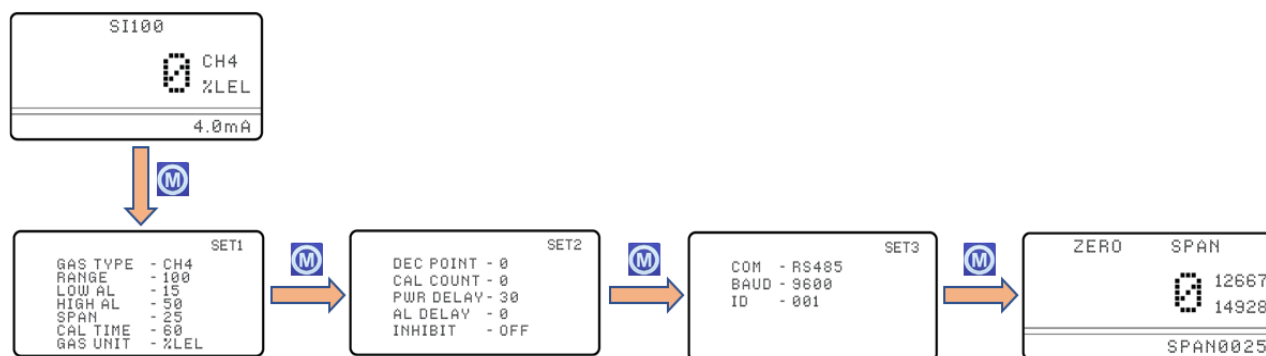 SI100
0 CH4
%LEL
4.0mA
M
SET1
GAS TYPE - CH4
RANGE - 100
LOW AL - 15
HIGH AL - 50
SPAN - 25
CAL TIME - 60
GAS UNIT - %LEL
M
SET2
DEC POINT - 0
CAL COUNT - 0
PWR DELAY - 30
AL DELAY - 0
INHIBIT - OFF
M
SET3
COM - RS485
BAUD - 9600
ID - 001
M
ZERO SPAN
0 12667
14928
SPAN0025